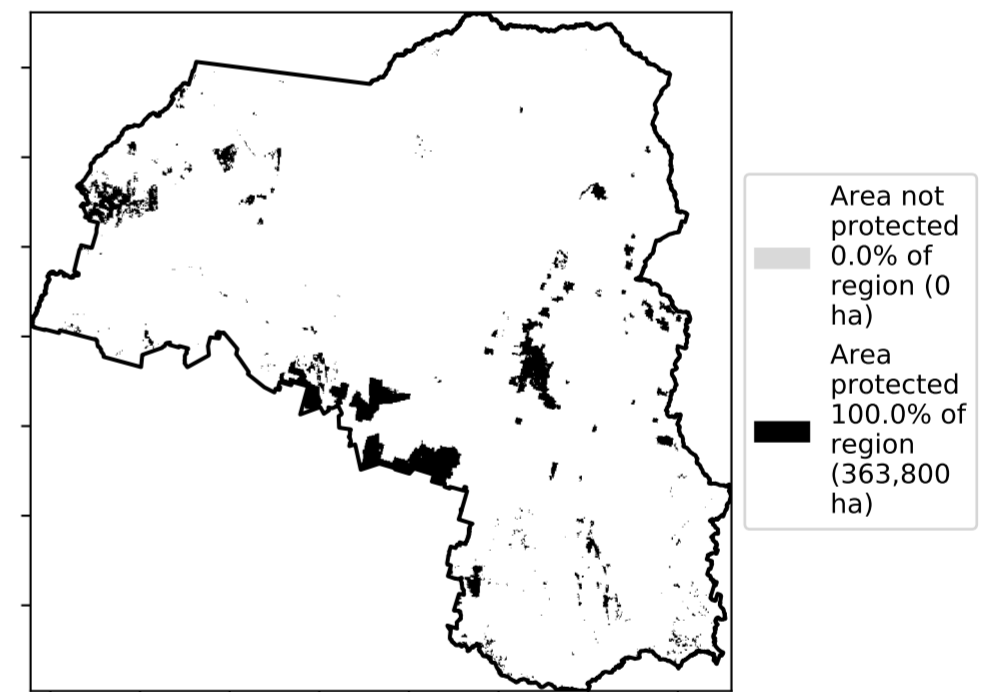 Area not
protected
0.0% of
region (0
ha)
Area
protected
100.0% of
region
(363,800
ha)